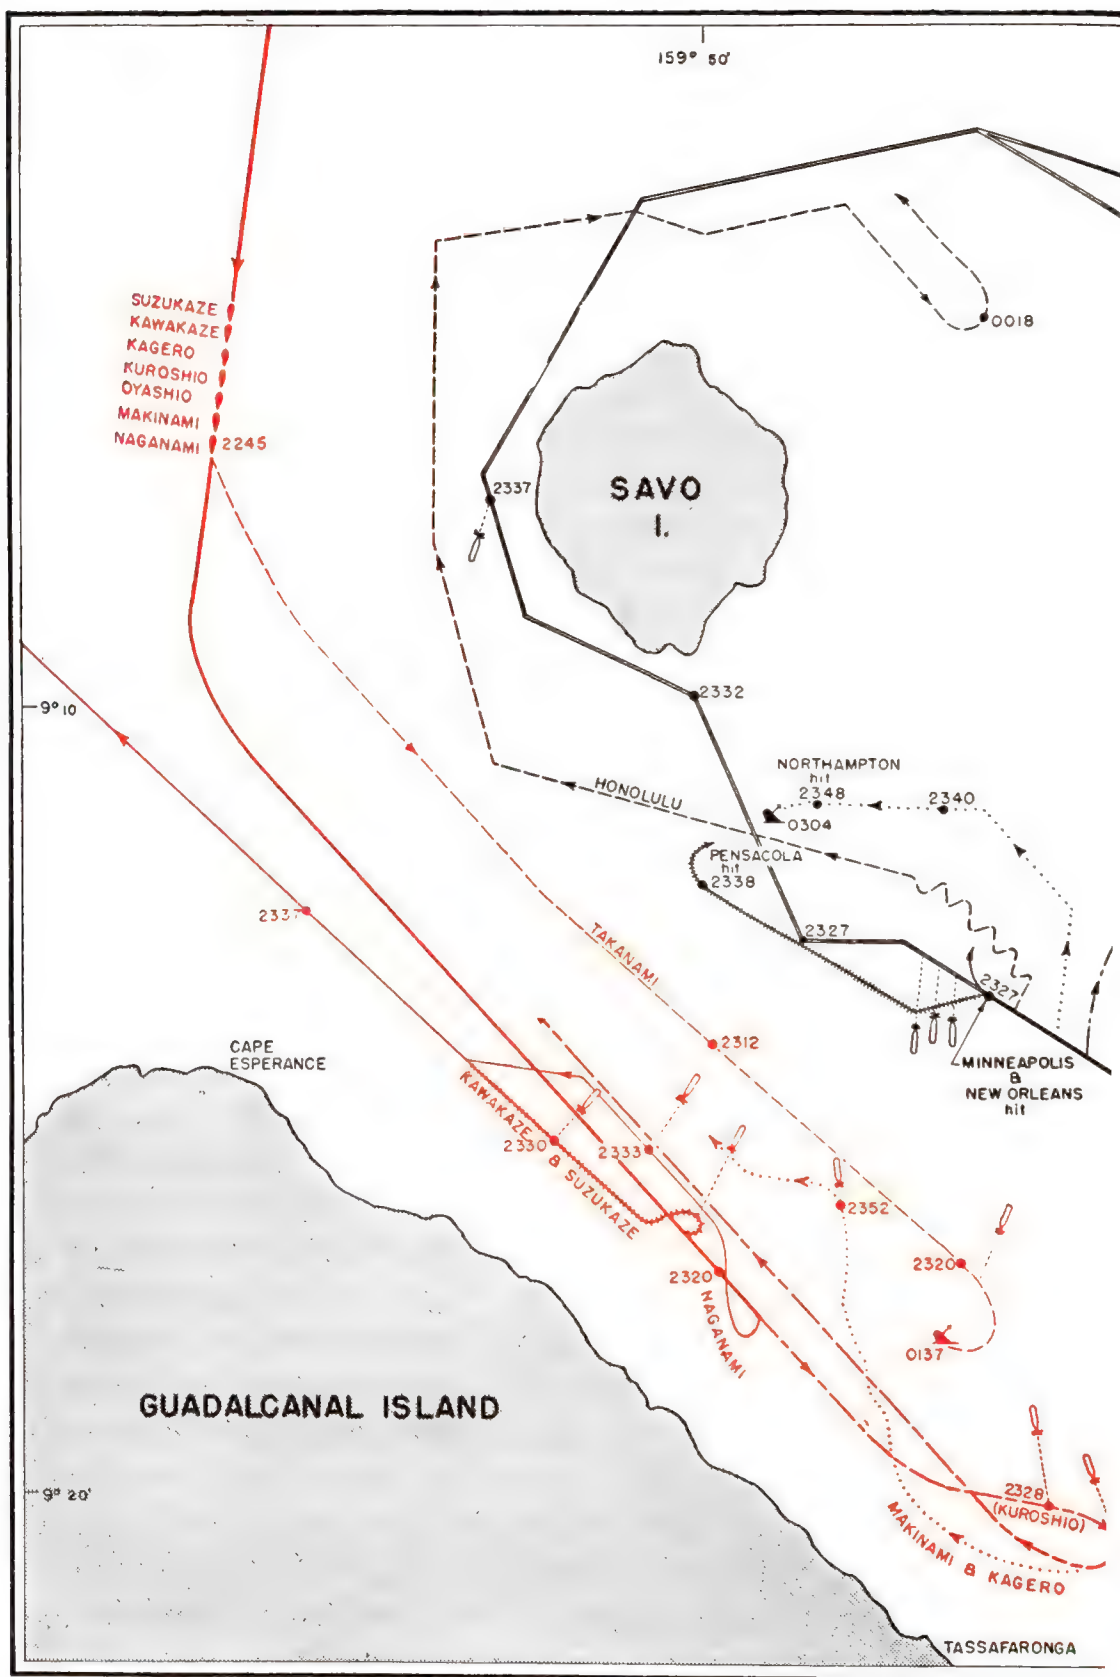 159° 50'
SUZUKAZE
KAWAKAZE
KAGERO
KUROSHIO
OYASHIO
MAKINAMI
NAGANAMI
2245
0018
SAVO
I.
2337
2332
9° 10
HONOLULU
NORTHAMPTON
hit
2348
2340
0304
PENSACOLA
hit
2338
2327
2327
MINNEAPOLIS
&
NEW ORLEANS
hit
2337
TAKANAMI
2312
CAPE
ESPERANCE
KAWAKAZE & SUZUKAZE
2330
2333
2352
2320
2320
NAGANAMI
0137
GUADALCANAL ISLAND
9° 20'
2328
(KUROSHIO)
MAKINAMI & KAGERO
TASSAFARONGA